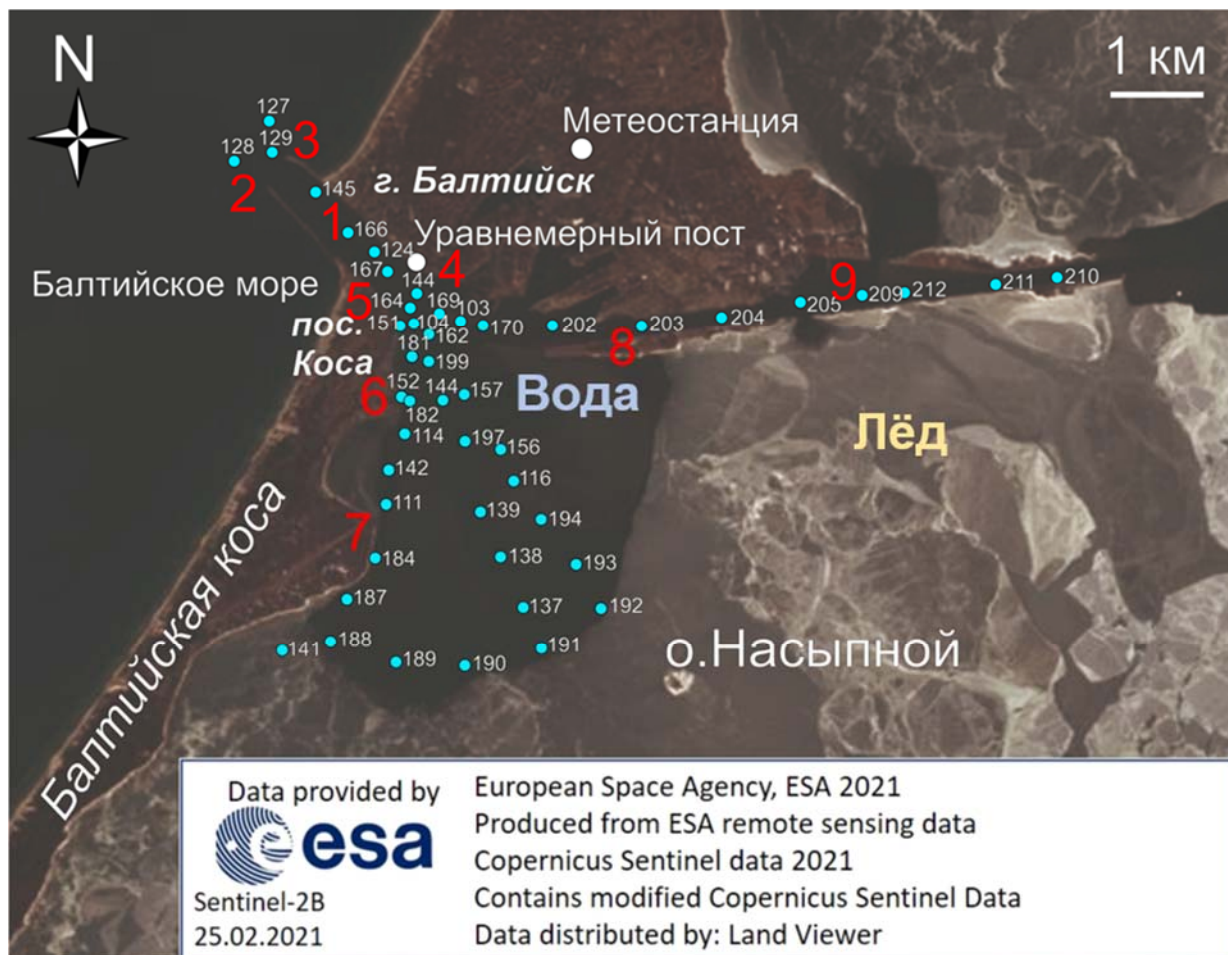 N
1 км
127
Метеостанция
129
3
128
2
г. Балтийск
145
1
166
Уравнемерный пост
124
4
167
144
Балтийское море
5
164
169
103
9
209
212
211
210
205
пос.
151
104
170
202
203
204
162
8
181
Коса
199
6
152
144
157
Вода
182
114
197
156
Лёд
142
116
111
139
194
7
184
138
193
187
137
192
141
188
191
189
190
о.Насыпной
Балтийская коса
Data provided by
esa
Sentinel-2B
25.02.2021
European Space Agency, ESA 2021
Produced from ESA remote sensing data
Copernicus Sentinel data 2021
Contains modified Copernicus Sentinel Data
Data distributed by: Land Viewer